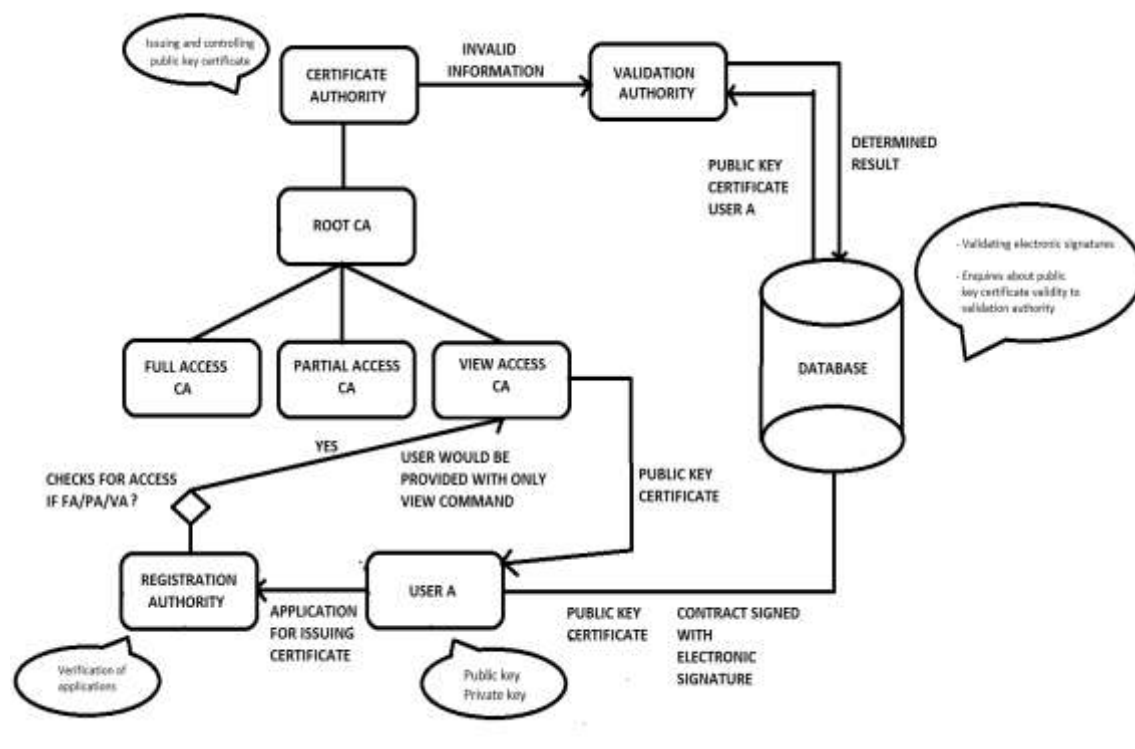 Issuing and controlling
public key certificate
CERTIFICATE
AUTHORITY
INVALID
INFORMATION
VALIDATION
AUTHORITY
DETERMINED
RESULT
PUBLIC KEY
CERTIFICATE
USER A
ROOT CA
- Validating electronic signatures
- Enquires about public
key certificate validity to
validation authority
FULL ACCESS
CA
PARTIAL ACCESS
CA
VIEW ACCESS
CA
DATABASE
YES
USER WOULD BE
PROVIDED WITH ONLY
VIEW COMMAND
CHECKS FOR ACCESS
IF FA/PA/VA?
PUBLIC KEY
CERTIFICATE
REGISTRATION
AUTHORITY
USER A
APPLICATION
FOR ISSUING
CERTIFICATE
PUBLIC KEY
CERTIFICATE
CONTRACT SIGNED
WITH
ELECTRONIC
SIGNATURE
Verification of
applications
Public key
Private key